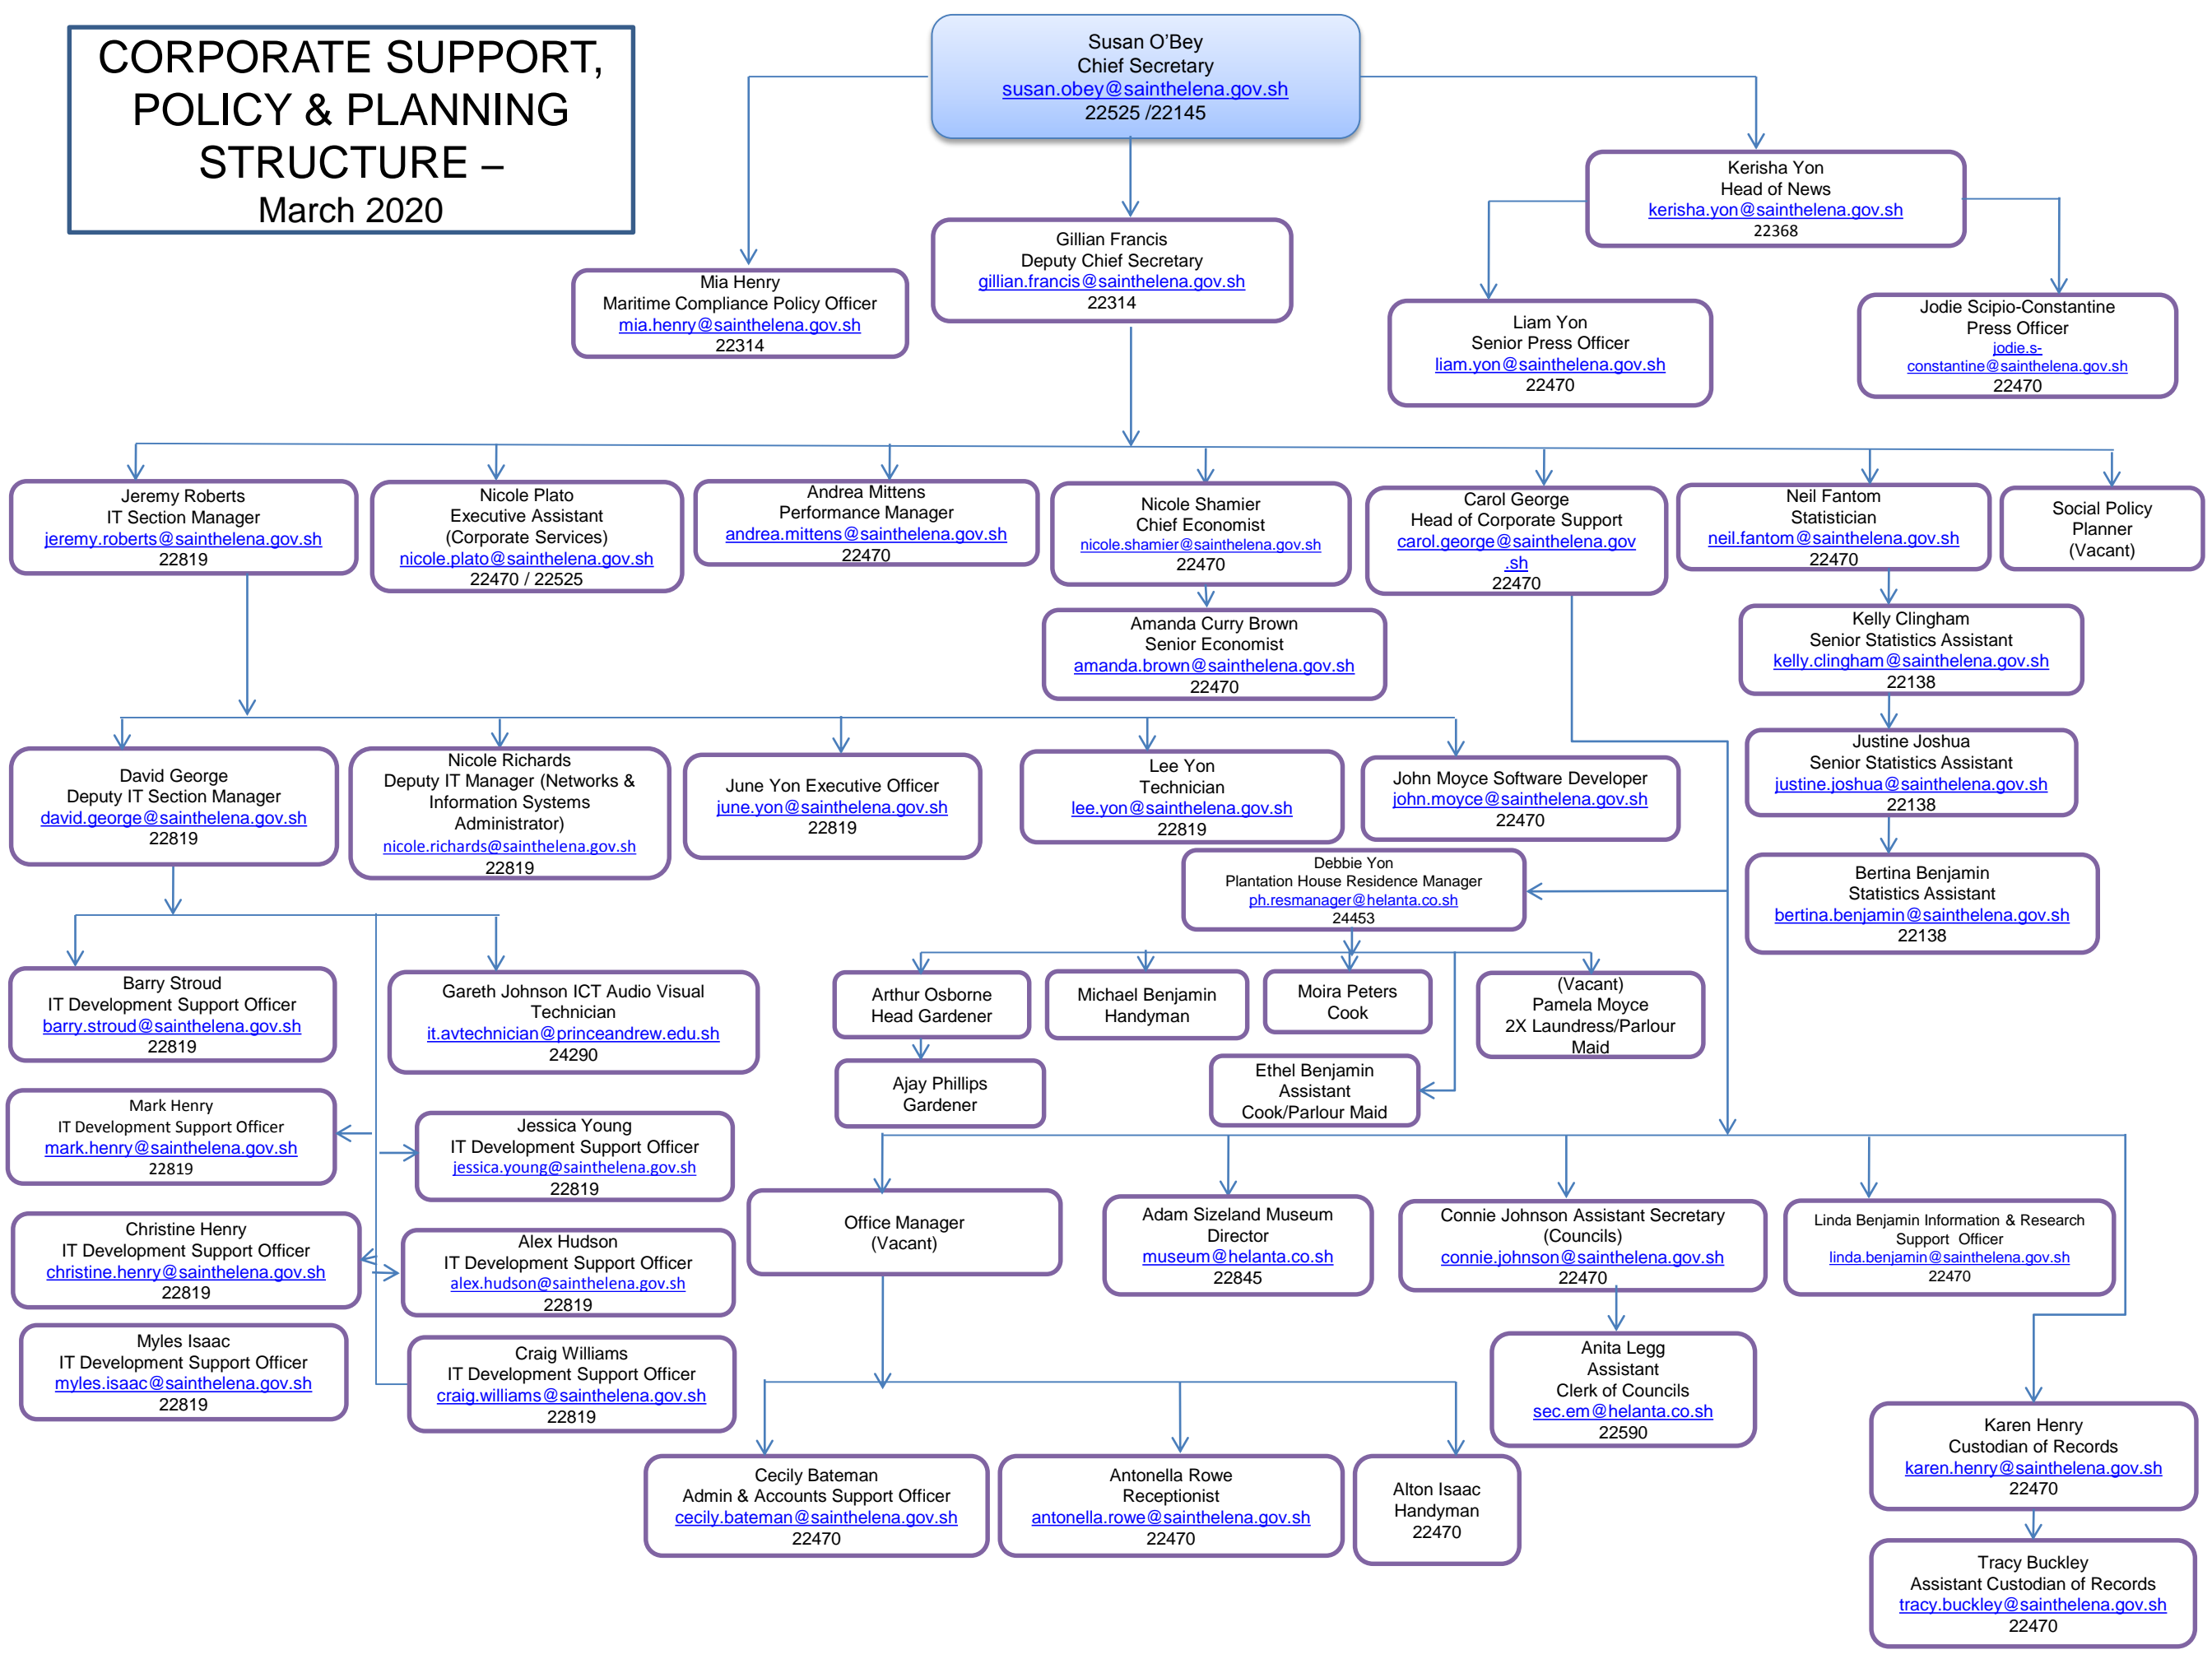 CORPORATE SUPPORT,
POLICY & PLANNING
STRUCTURE –
March 2020
Susan O'Bey
Chief Secretary
susan.obey@sainthelena.gov.sh
22525 /22145
Kerisha Yon
Head of News
kerisha.yon@sainthelena.gov.sh
22368
Gillian Francis
Deputy Chief Secretary
gillian.francis@sainthelena.gov.sh
22314
Mia Henry
Maritime Compliance Policy Officer
mia.henry@sainthelena.gov.sh
22314
Liam Yon
Senior Press Officer
liam.yon@sainthelena.gov.sh
22470
Jodie Scipio-Constantine
Press Officer
jodie.s-
constantine@sainthelena.gov.sh
22470
Jeremy Roberts
IT Section Manager
jeremy.roberts@sainthelena.gov.sh
22819
Nicole Plato
Executive Assistant
(Corporate Services)
nicole.plato@sainthelena.gov.sh
22470 / 22525
Andrea Mittens
Performance Manager
andrea.mittens@sainthelena.gov.sh
22470
Nicole Shamier
Chief Economist
nicole.shamier@sainthelena.gov.sh
22470
Carol George
Head of Corporate Support
carol.george@sainthelena.gov
.sh
22470
Neil Fantom
Statistician
neil.fantom@sainthelena.gov.sh
22470
Social Policy
Planner
(Vacant)
Amanda Curry Brown
Senior Economist
amanda.brown@sainthelena.gov.sh
22470
Kelly Clingham
Senior Statistics Assistant
kelly.clingham@sainthelena.gov.sh
22138
David George
Deputy IT Section Manager
david.george@sainthelena.gov.sh
22819
Nicole Richards
Deputy IT Manager (Networks &
Information Systems
Administrator)
nicole.richards@sainthelena.gov.sh
22819
June Yon Executive Officer
june.yon@sainthelena.gov.sh
22819
Lee Yon
Technician
lee.yon@sainthelena.gov.sh
22819
John Moyce Software Developer
john.moyce@sainthelena.gov.sh
22470
Justine Joshua
Senior Statistics Assistant
justine.joshua@sainthelena.gov.sh
22138
Debbie Yon
Plantation House Residence Manager
ph.resmanager@helanta.co.sh
24453
Bertina Benjamin
Statistics Assistant
bertina.benjamin@sainthelena.gov.sh
22138
Barry Stroud
IT Development Support Officer
barry.stroud@sainthelena.gov.sh
22819
Gareth Johnson ICT Audio Visual
Technician
it.avtechnician@princeandrew.edu.sh
24290
Arthur Osborne
Head Gardener
Michael Benjamin
Handyman
Moira Peters
Cook
(Vacant)
Pamela Moyce
2X Laundress/Parlour
Maid
Ajay Phillips
Gardener
Ethel Benjamin
Assistant
Cook/Parlour Maid
Mark Henry
IT Development Support Officer
mark.henry@sainthelena.gov.sh
22819
Jessica Young
IT Development Support Officer
jessica.young@sainthelena.gov.sh
22819
Christine Henry
IT Development Support Officer
christine.henry@sainthelena.gov.sh
22819
Alex Hudson
IT Development Support Officer
alex.hudson@sainthelena.gov.sh
22819
Office Manager
(Vacant)
Adam Sizeland Museum
Director
museum@helanta.co.sh
22845
Connie Johnson Assistant Secretary
(Councils)
connie.johnson@sainthelena.gov.sh
22470
Linda Benjamin Information & Research
Support Officer
linda.benjamin@sainthelena.gov.sh
22470
Myles Isaac
IT Development Support Officer
myles.isaac@sainthelena.gov.sh
22819
Craig Williams
IT Development Support Officer
craig.williams@sainthelena.gov.sh
22819
Anita Legg
Assistant
Clerk of Councils
sec.em@helanta.co.sh
22590
Karen Henry
Custodian of Records
karen.henry@sainthelena.gov.sh
22470
Cecily Bateman
Admin & Accounts Support Officer
cecily.bateman@sainthelena.gov.sh
22470
Antonella Rowe
Receptionist
antonella.rowe@sainthelena.gov.sh
22470
Alton Isaac
Handyman
22470
Tracy Buckley
Assistant Custodian of Records
tracy.buckley@sainthelena.gov.sh
22470